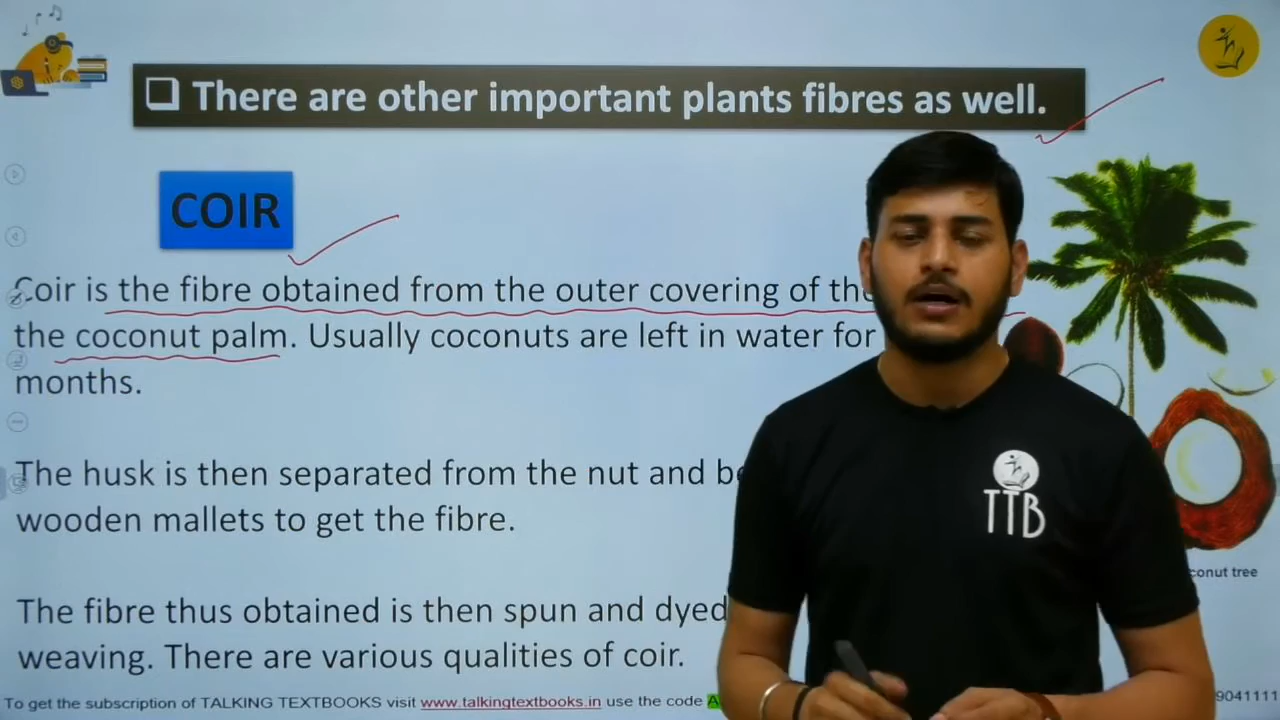 There are other important plants fibres as well.
COIR
Coir is the fibre obtained from the outer covering of the
the coconut palm. Usually coconuts are left in water for
months.
The husk is then separated from the nut and
wooden mallets to get the fibre.
The fibre thus obtained is then spun and dyed
weaving. There are various qualities of coir.
TTB
tree
To get the subscription of TALKING TEXTBOOKS visit www.talkingtextbooks.in use the code
9041111